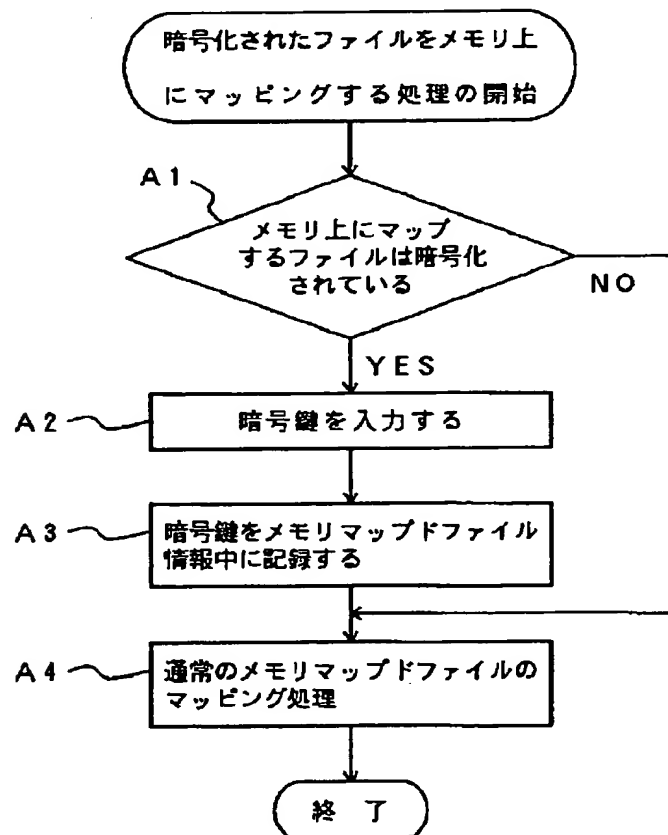 暗号化されたファイルをメモリ上
にマッピングする処理の開始
A1
メモリ上にマップ
するファイルは暗号化
されている
NO
YES
A2
暗号鍵を入力する
A3
暗号鍵をメモリマップドファイル
情報中に記録する
A4
通常のメモリマップドファイルの
マッピング処理
終了